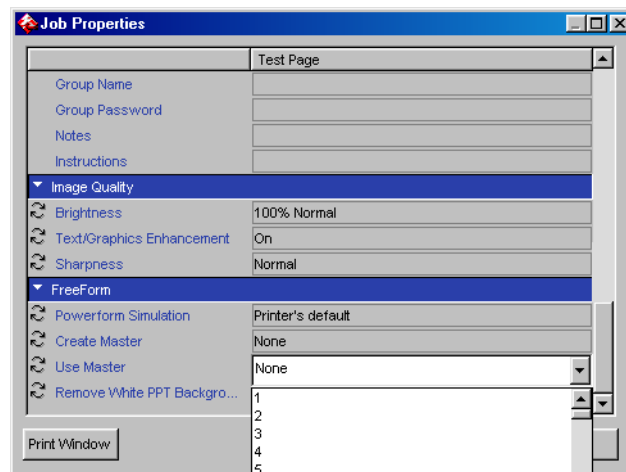 Job Properties
Test Page
Group Name
Group Password
Notes
Instructions
Image Quality
Brightness 100% Normal
Text/Graphics Enhancement On
Sharpness Normal
FreeForm
Powerform Simulation Printer's default
Create Master None
Use Master None
Remove White PPT Backgro...
1
2
3
4
5
Print Window